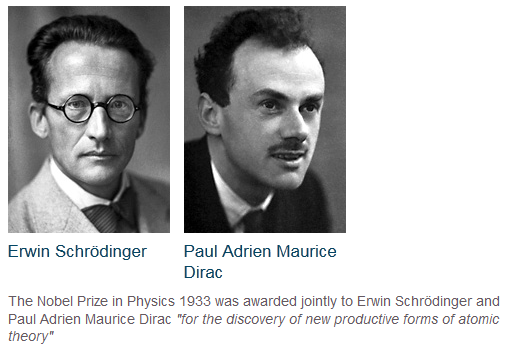 Erwin Schrödinger
Paul Adrien Maurice
Dirac
The Nobel Prize in Physics 1933 was awarded jointly to Erwin Schrödinger and
Paul Adrien Maurice Dirac "for the discovery of new productive forms of atomic
theory"